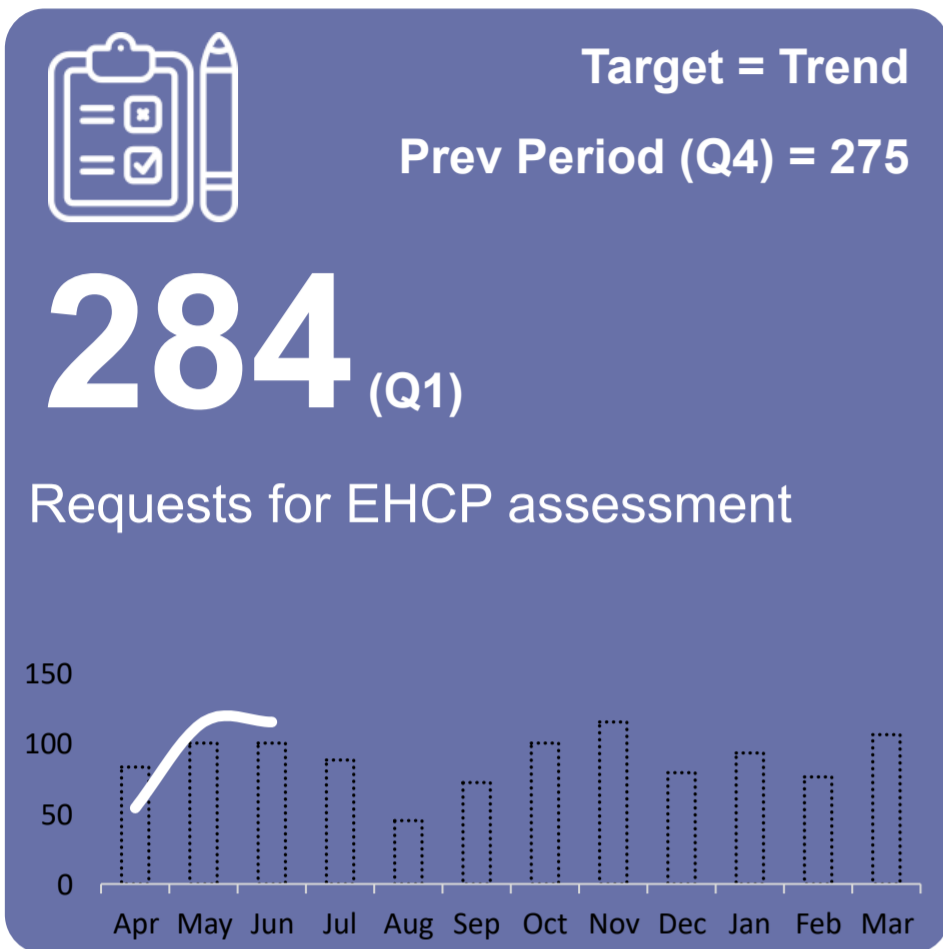 Target = Trend
Prev Period (Q4) = 275
284 (Q1)
Requests for EHCP assessment
150
100
50
0
Apr May Jun Jul Aug Sep Oct Nov Dec Jan Feb Mar